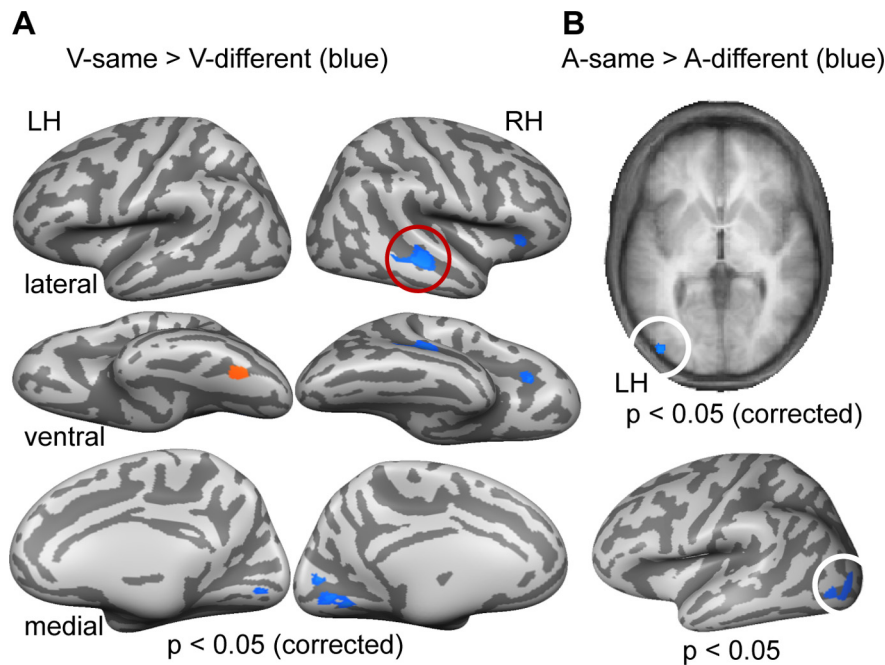 A
V-same > V-different (blue)
LH
RH
lateral
ventral
medial
p < 0.05 (corrected)
B
A-same > A-different (blue)
LH
p < 0.05 (corrected)
p < 0.05